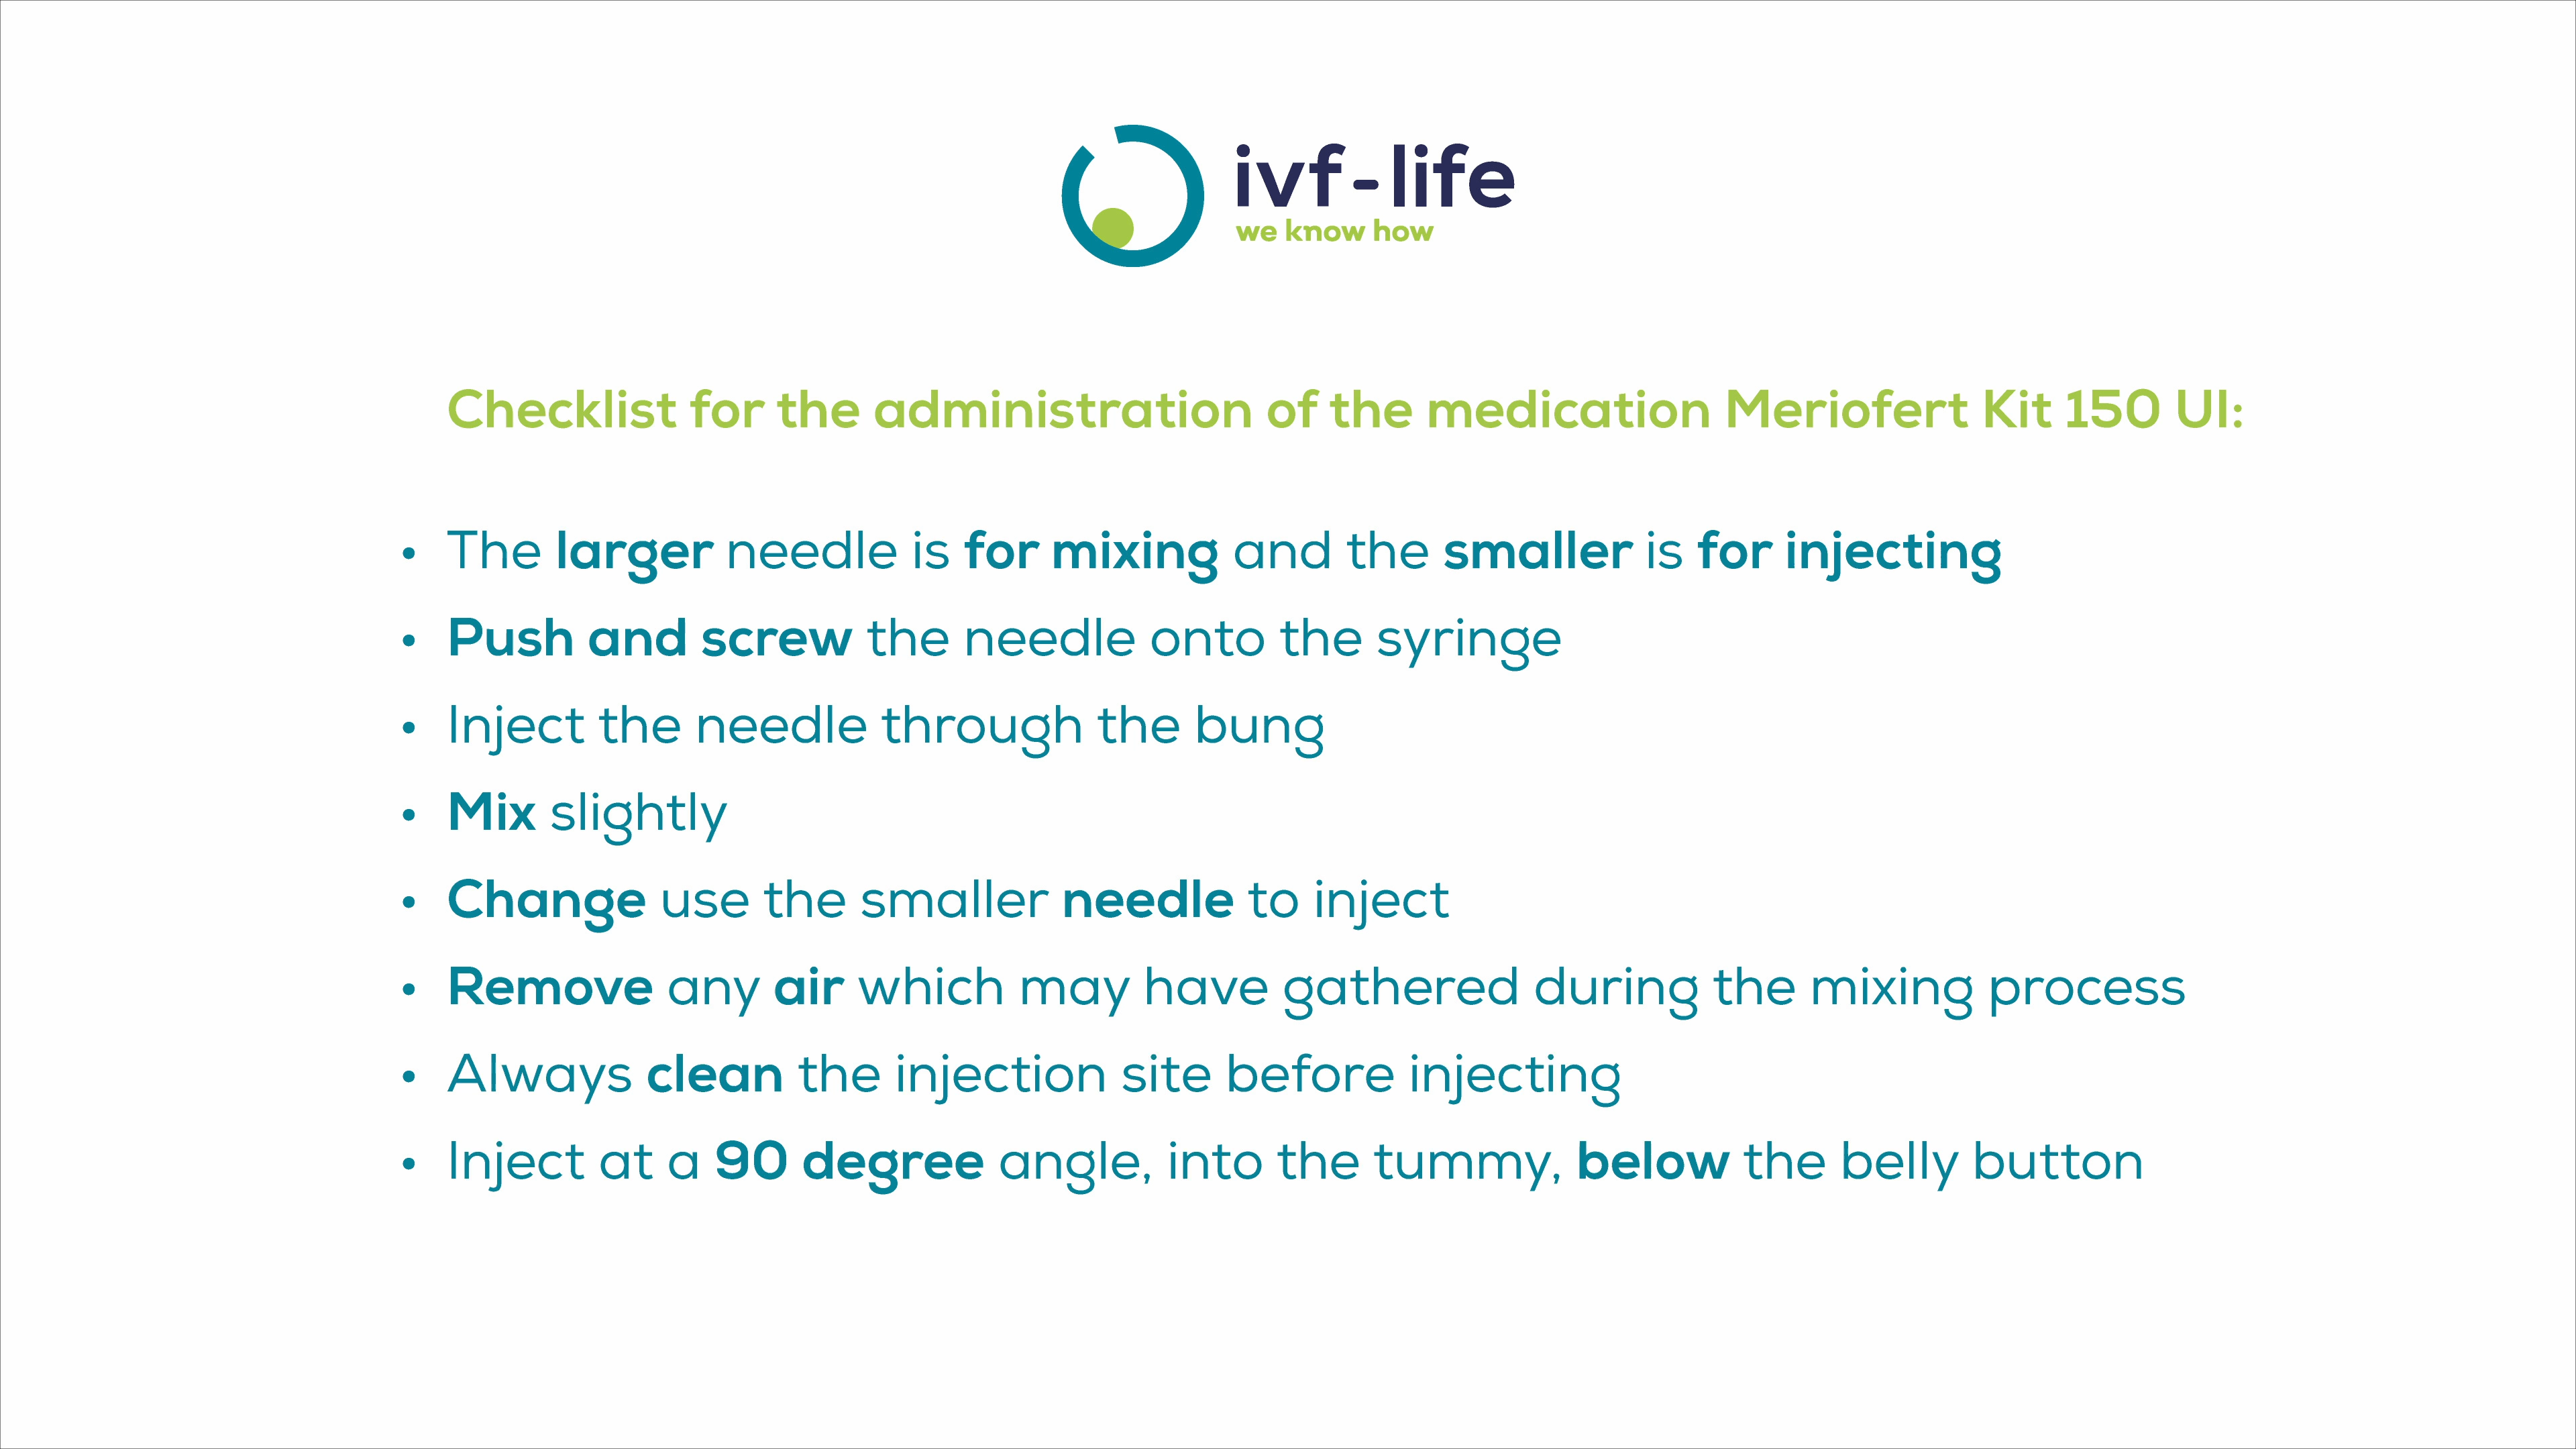 ivf-life
we know how
Checklist for the administration of the medication Meriofert Kit 150 UI:
• The larger needle is for mixing and the smaller is for injecting
• Push and screw the needle onto the syringe
• Inject the needle through the bung
• Mix slightly
• Change use the smaller needle to inject
• Remove any air which may have gathered during the mixing process
• Always clean the injection site before injecting
• Inject at a 90 degree angle, into the tummy, below the belly button